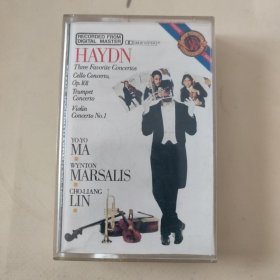 RECORDED FROM
DIGITAL MASTER
HAYDN
Three Favorite Concertos
Cello Concerto,
Op.101
Trumpet
Concerto
Violin
Concerto No.1
YO-YO
MA
WYNTON
MARSALIS
CHO-LIANG
LIN